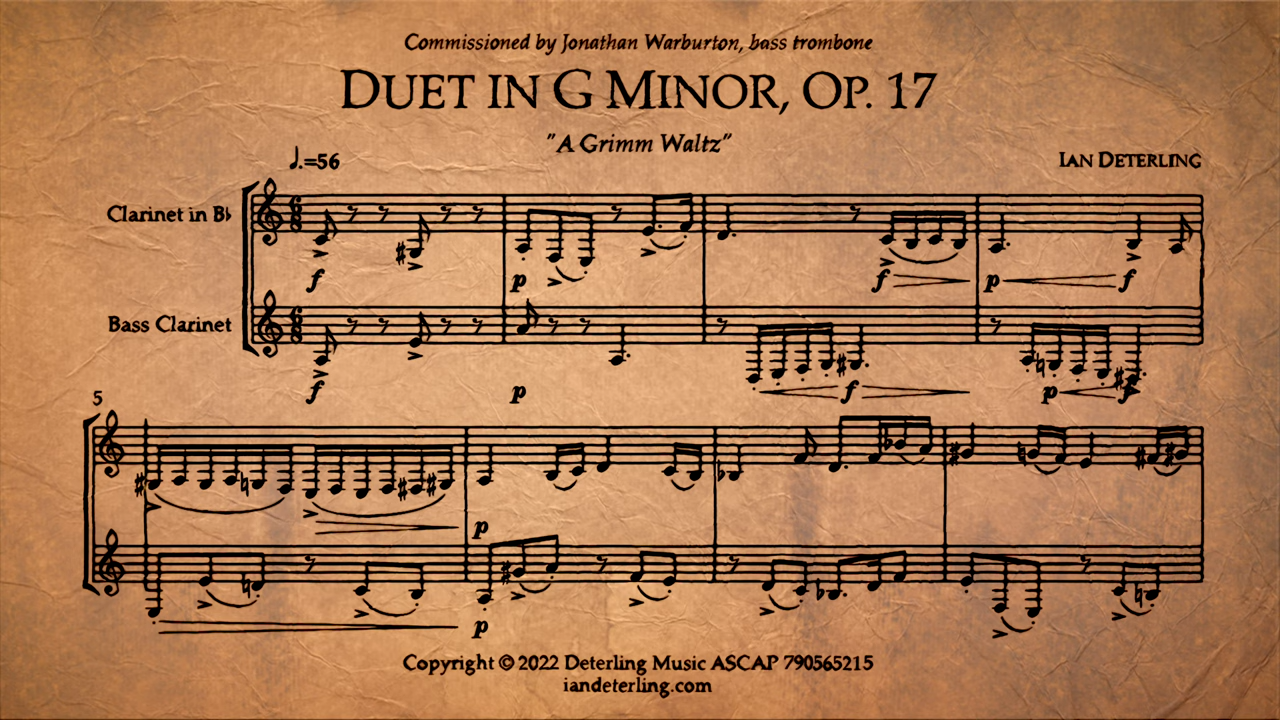 Commissioned by Jonathan Warburton, bass trombone
DUET IN G MINOR, OP. 17
"A Grimm Waltz"
♩.=56
IAN DETERLING
Clarinet in B♭
f
p
f
p
f
Bass Clarinet
f
p
f
p
f
5
p
p
Copyright © 2022 Deterling Music ASCAP 790565215
iandeterling.com